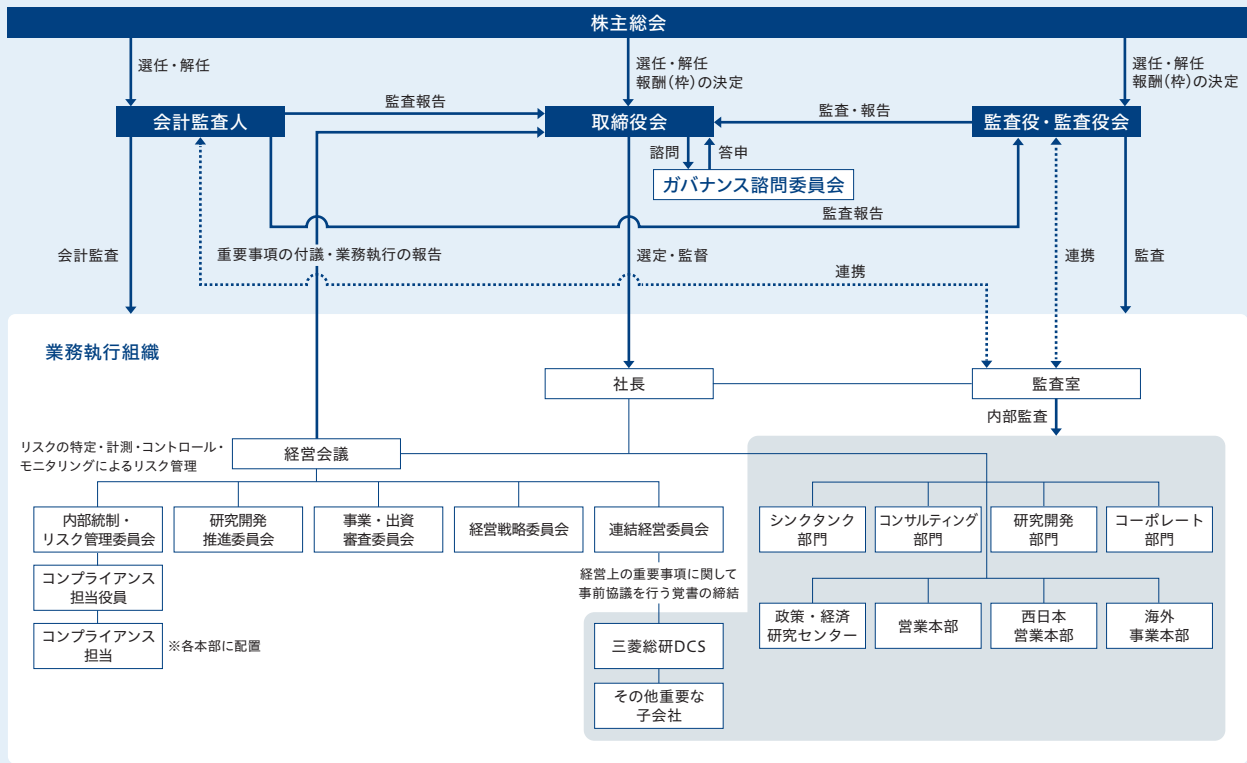 株主総会
選任・解任
選任・解任
報酬(枠)の決定
選任・解任
報酬(枠)の決定
監査報告
監査・報告
会計監査人
取締役会
監査役・監査役会
諮問
答申
ガバナンス諮問委員会
監査報告
会計監査
重要事項の付議・業務執行の報告
選定・監督
連携
連携
監査
業務執行組織
社長
監査室
内部監査
リスクの特定・計測・コントロール・
モニタリングによるリスク管理
経営会議
内部統制・
リスク管理委員会
研究開発
推進委員会
事業・出資
審査委員会
経営戦略委員会
連結経営委員会
シンクタンク
部門
コンサルティング
部門
研究開発
部門
コーポレート
部門
コンプライアンス
担当役員
経営上の重要事項に関して
事前協議を行う覚書の締結
コンプライアンス
担当
※各本部に配置
三菱総研DCS
政策・経済
研究センター
営業本部
西日本
営業本部
海外
事業本部
その他重要な
子会社